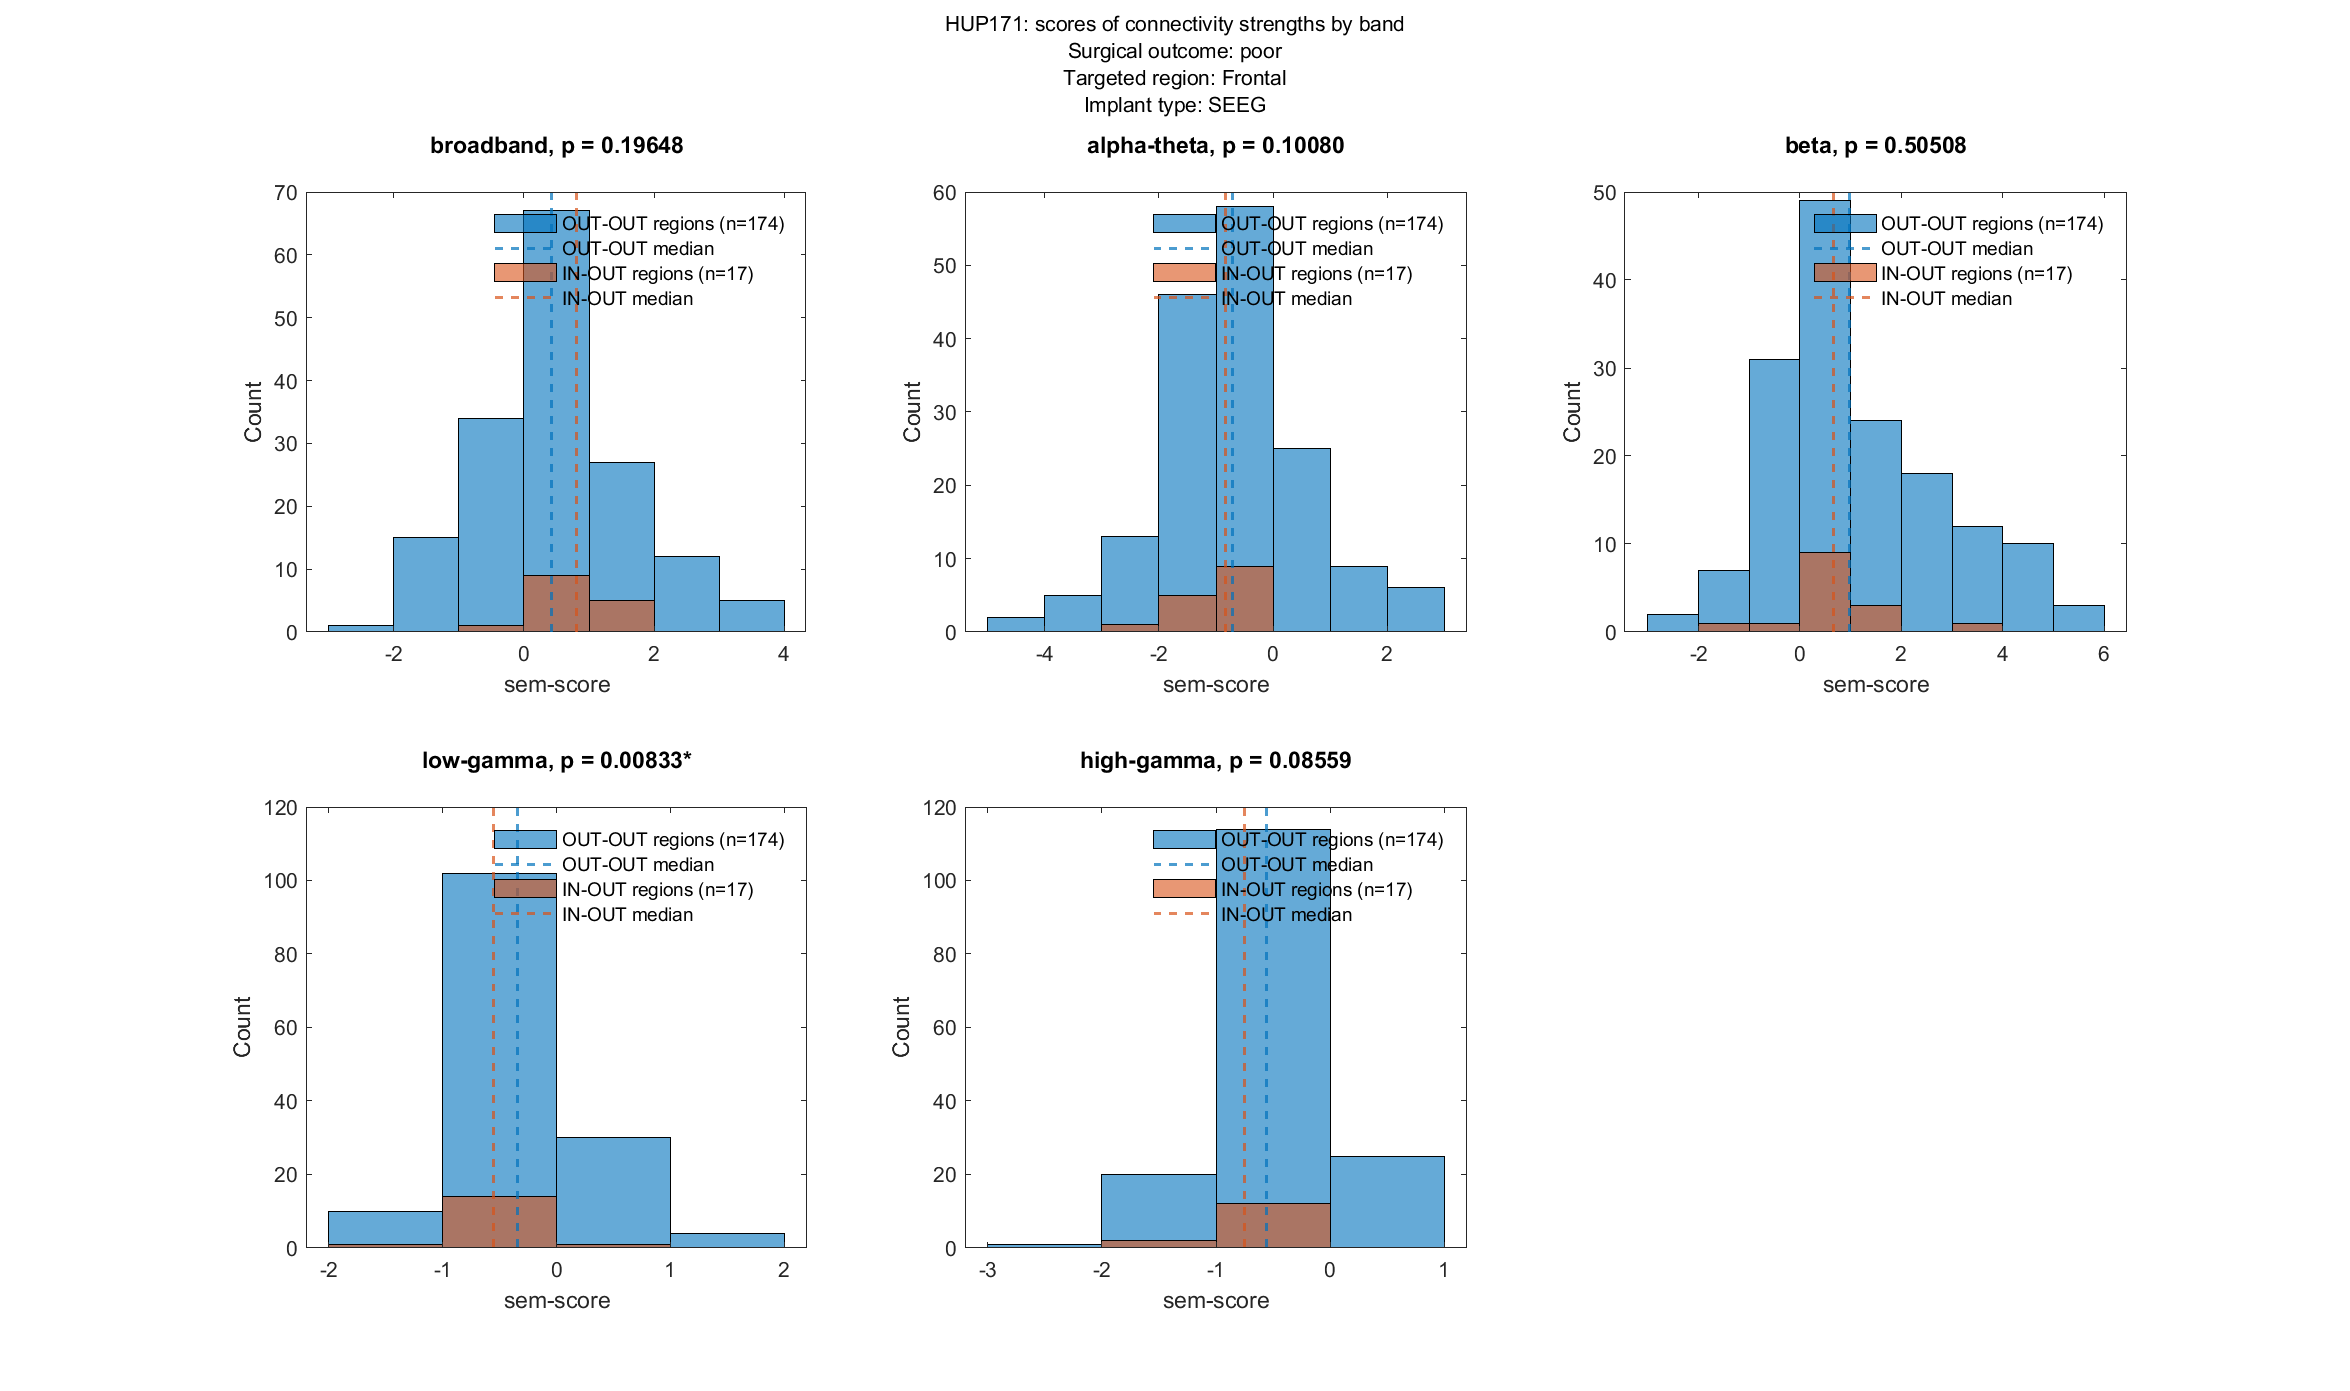 HUP171: scores of connectivity strengths by band
Surgical outcome: poor
Targeted region: Frontal
Implant type: SEEG
broadband, p = 0.19648
70
60
50
40
30
20
10
0
Count
-2
0
2
4
sem-score
OUT-OUT regions (n=174)
OUT-OUT median
IN-OUT regions (n=17)
IN-OUT median
alpha-theta, p = 0.10080
60
50
40
30
20
10
0
Count
-4
-2
0
2
sem-score
OUT-OUT regions (n=174)
OUT-OUT median
IN-OUT regions (n=17)
IN-OUT median
beta, p = 0.50508
50
40
30
20
10
0
Count
-2
0
2
4
6
sem-score
OUT-OUT regions (n=174)
OUT-OUT median
IN-OUT regions (n=17)
IN-OUT median
low-gamma, p = 0.00833*
120
100
80
60
40
20
0
Count
-2
-1
0
1
2
sem-score
OUT-OUT regions (n=174)
OUT-OUT median
IN-OUT regions (n=17)
IN-OUT median
high-gamma, p = 0.08559
120
100
80
60
40
20
0
Count
-3
-2
-1
0
1
sem-score
OUT-OUT regions (n=174)
OUT-OUT median
IN-OUT regions (n=17)
IN-OUT median